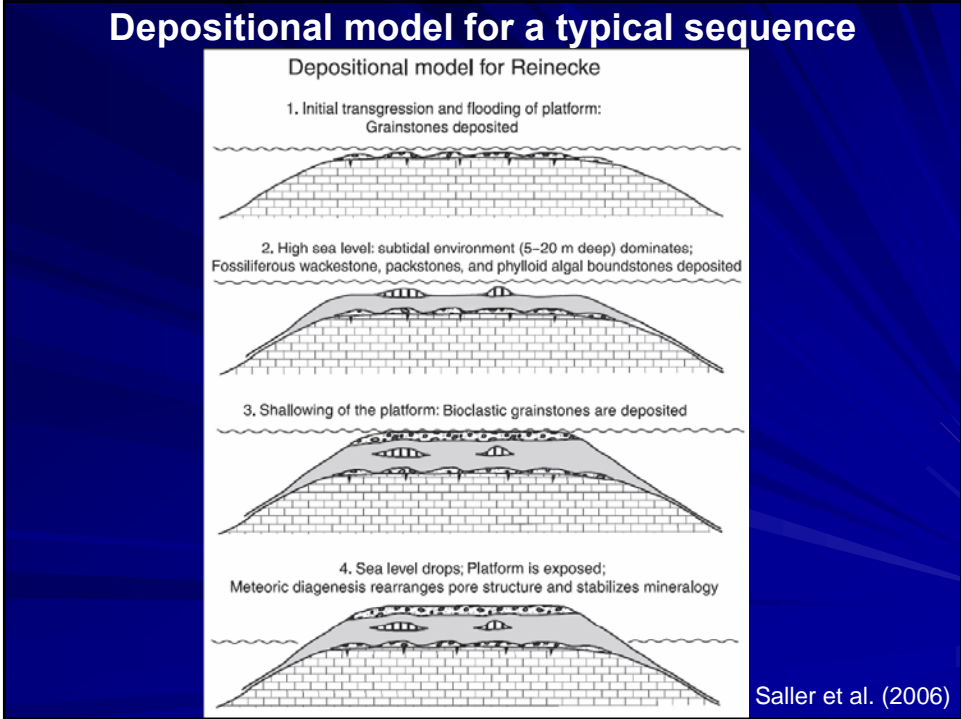 Depositional model for a typical sequence
Depositional model for Reinecke
1. Initial transgression and flooding of platform:
Grainstones deposited
2. High sea level: subtidal environment (5–20 m deep) dominates;
Fossiliferous wackestone, packstones, and phylloid algal boundstones deposited
3. Shallowing of the platform: Bioclastic grainstones are deposited
4. Sea level drops; Platform is exposed;
Meteoric diagenesis rearranges pore structure and stabilizes mineralogy
Saller et al. (2006)